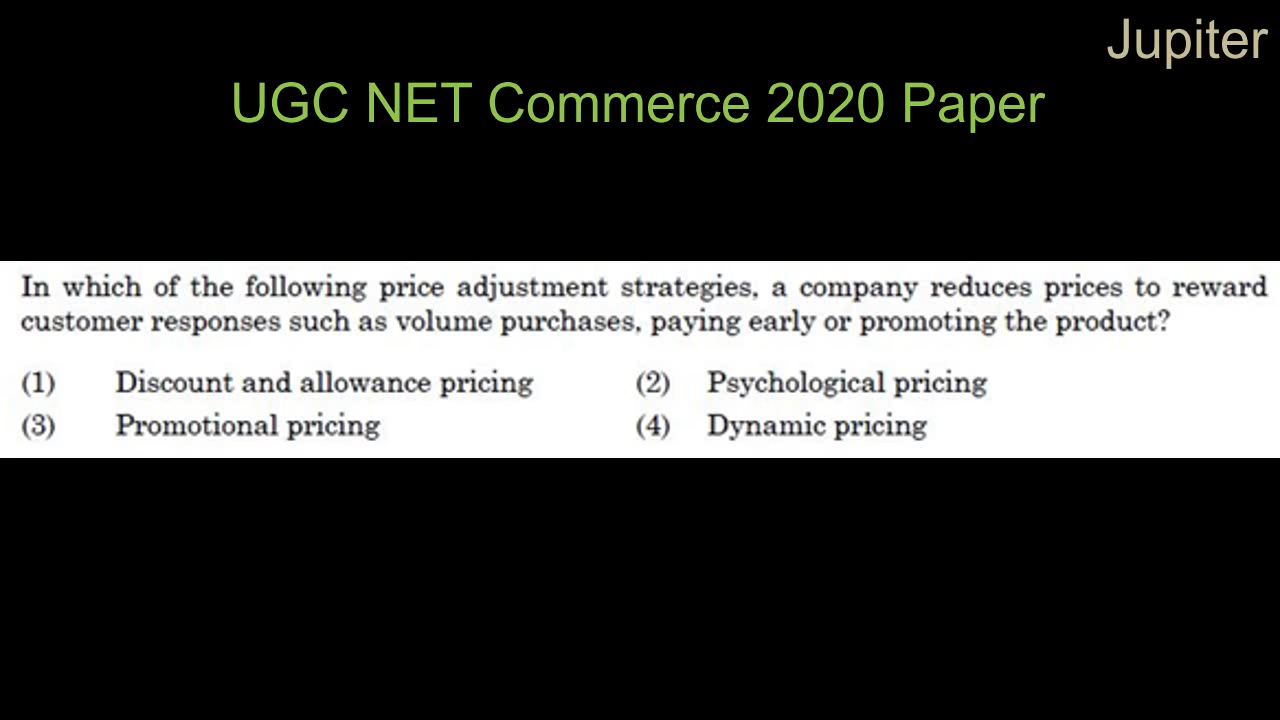 Jupiter
UGC NET Commerce 2020 Paper
In which of the following price adjustment strategies, a company reduces prices to reward
customer responses such as volume purchases, paying early or promoting the product?
(1) Discount and allowance pricing (2) Psychological pricing
(3) Promotional pricing (4) Dynamic pricing